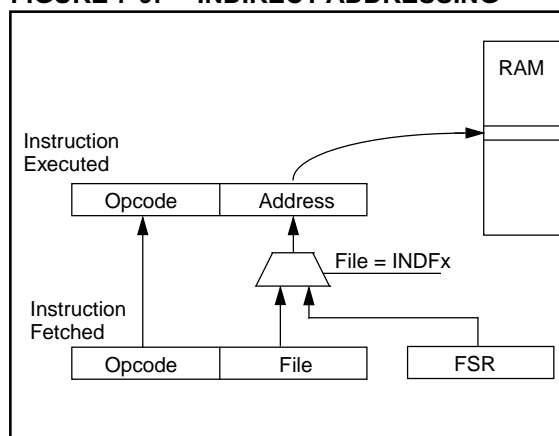 FIGURE 7-3: INDIRECT ADDRESSING
RAM
Instruction
Executed
Opcode
Address
File = INDFx
Instruction
Fetched
Opcode
File
FSR